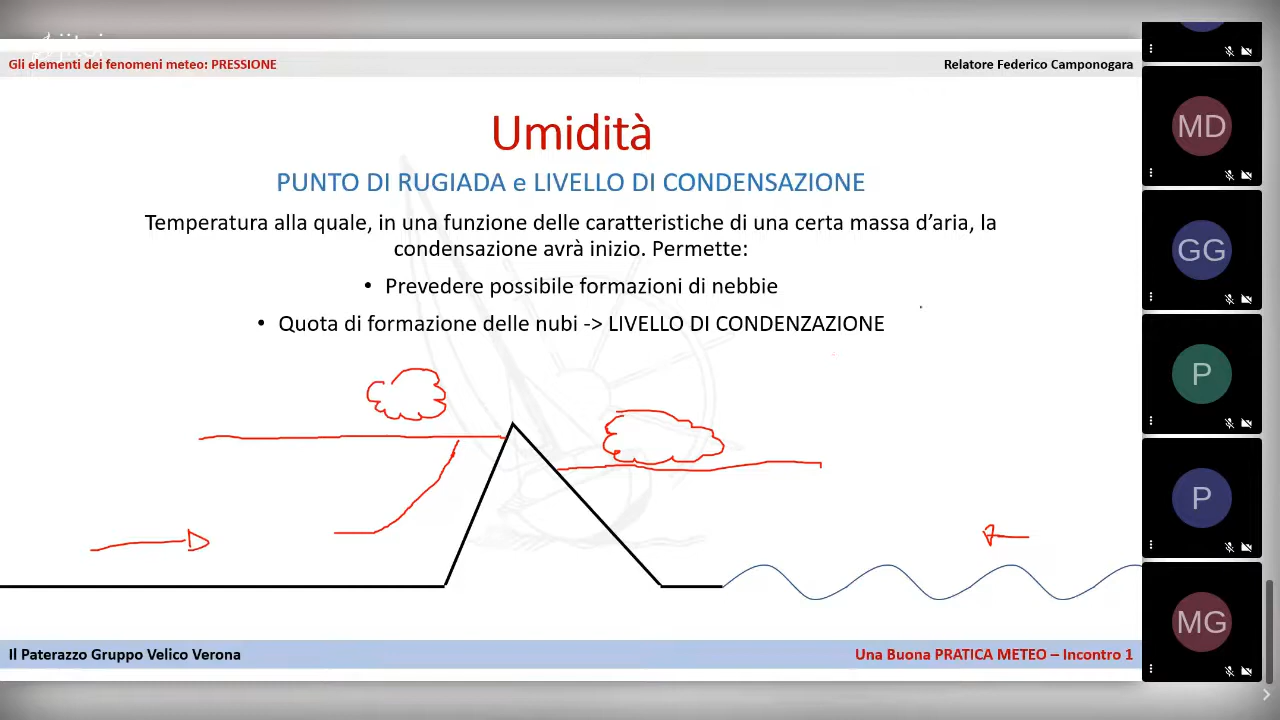 Gli elementi dei fenomeni meteo: PRESSIONE
Relatore Federico Camponogara
Umidità
PUNTO DI RUGIADA e LIVELLO DI CONDENSAZIONE
Temperatura alla quale, in una funzione delle caratteristiche di una certa massa d’aria, la
condensazione avrà inizio. Permette:
• Prevedere possibile formazioni di nebbie
• Quota di formazione delle nubi -> LIVELLO DI CONDENZAZIONE
Il Paterazzo Gruppo Velico Verona
Una Buona PRATICA METEO – Incontro 1
MD
GG
P
P
MG